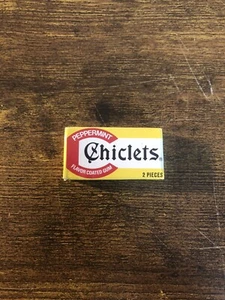 PEPPERMINT
Chiclets®
FLAVOR COATED GUM
2 PIECES